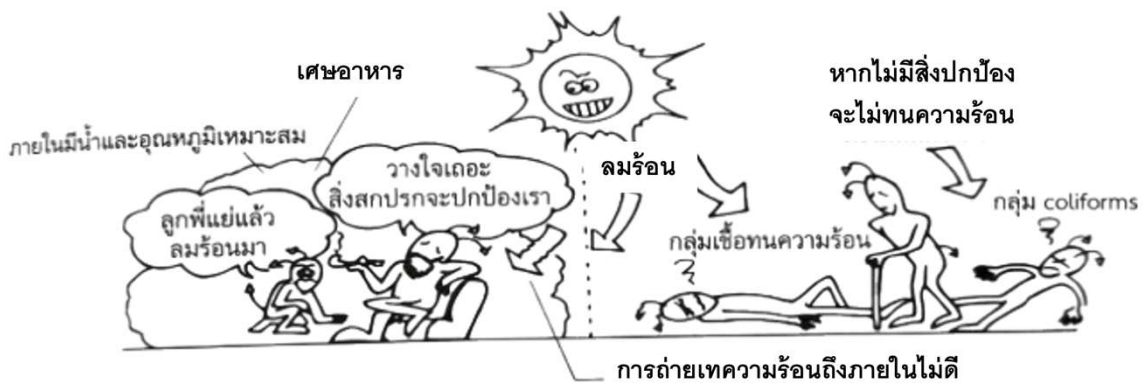 เศษอาหาร
ภายในมีน้ำและอุณหภูมิเหมาะสม
ลูกพี่แย่แล้ว
ลมร้อนมา
วางใจเถอะ
สิ่งสกปรกจะปกป้องเรา
ลมร้อน
หากไม่มีสิ่งปกป้อง
จะไม่ทนความร้อน
กลุ่มเชื้อทนความร้อน
กลุ่ม coliforms
การถ่ายเทความร้อนถึงภายในไม่ดี